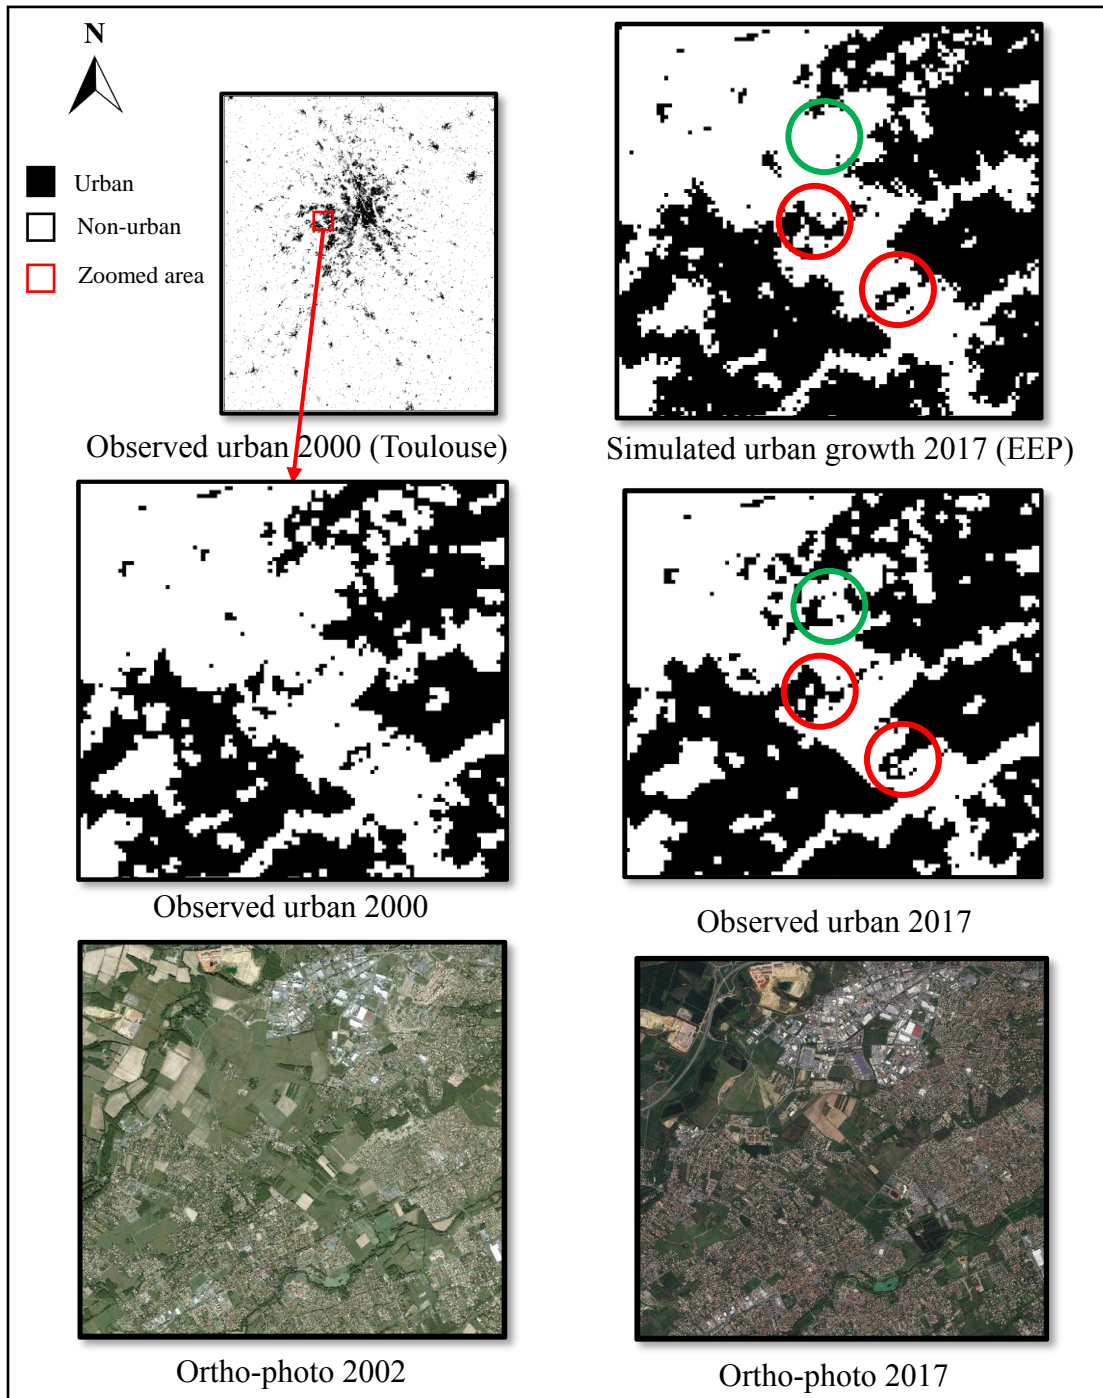 N
Urban
Non-urban
Zoomed area
Observed urban 2000 (Toulouse)
Simulated urban growth 2017 (EEP)
Observed urban 2000
Observed urban 2017
Ortho-photo 2002
Ortho-photo 2017